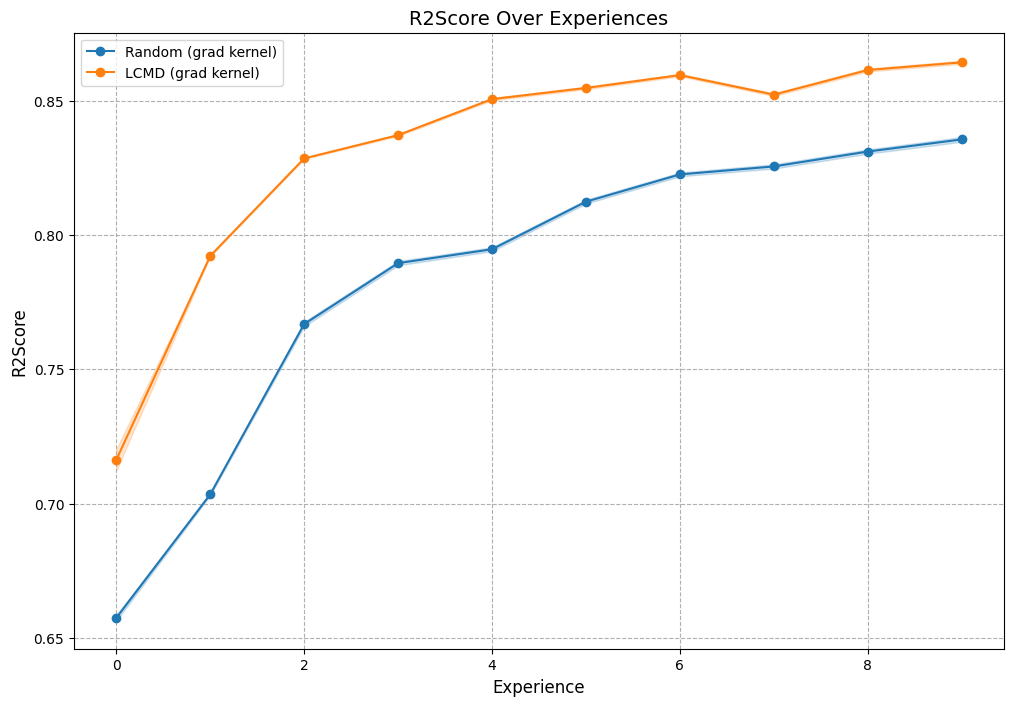 R2Score Over Experiences
Random (grad kernel)
LCMD (grad kernel)
R2Score
0.85
0.80
0.75
0.70
0.65
0 2 4 6 8
Experience